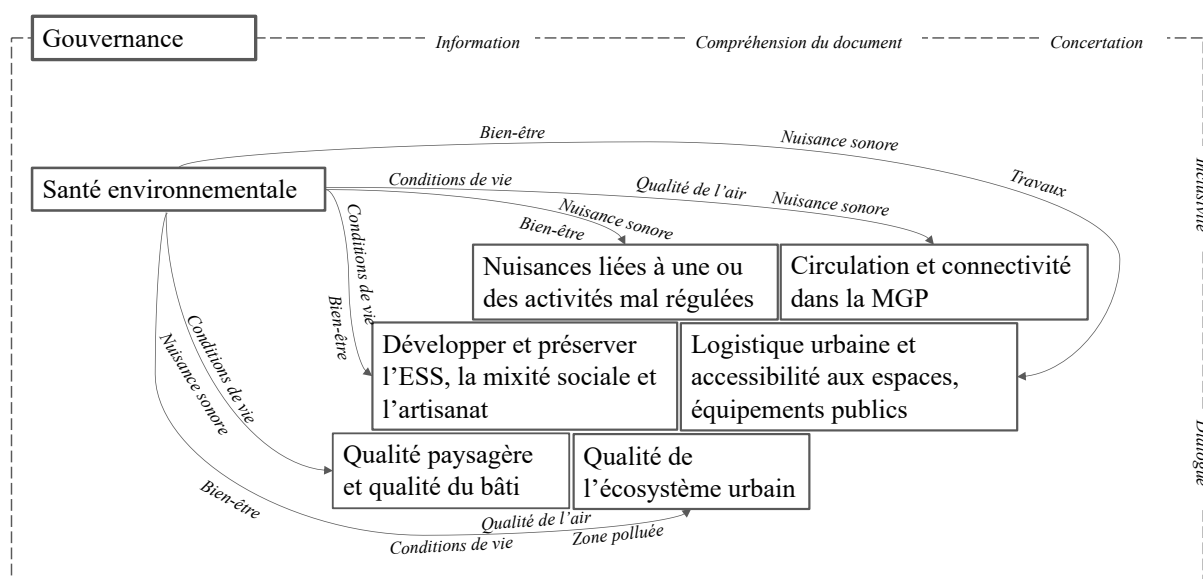 Gouvernance
Information
Compréhension du document
Concertation
Bien-être
Nuisance sonore
Travaux
Inclusivité
Santé environnementale
Conditions de vie
Qualité de l'air
Nuisance sonore
Nuisance sonore
Bien-être
Conditions de vie
Bien-être
Nuisances liées à une ou
des activités mal régulées
Circulation et connectivité
dans la MGP
Développer et préserver
l'ESS, la mixité sociale et
l'artisanat
Logistique urbaine et
accessibilité aux espaces,
équipements publics
Conditions de vie
Nuisance sonore
Dialogue
Qualité paysagère
et qualité du bâti
Qualité de
l'écosystème urbain
Bien-être
Qualité de l'air
Zone polluée
Conditions de vie